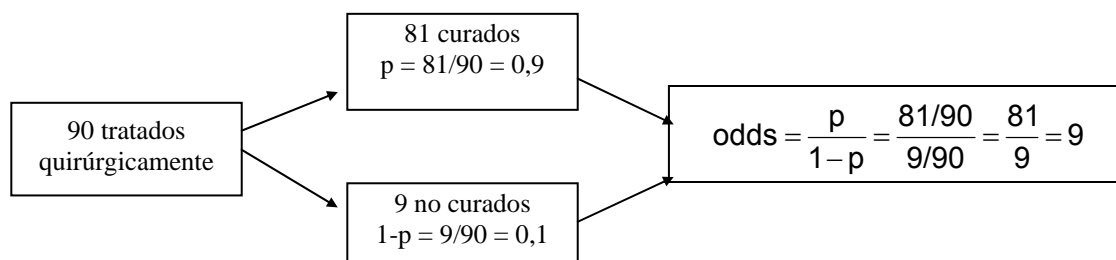 90 tratados
quirúrgicamente
81 curados
p = 81/90 = 0,9
9 no curados
1-p = 9/90 = 0,1
odds = p/(1−p) = (81/90)/(9/90) = 81/9 = 9